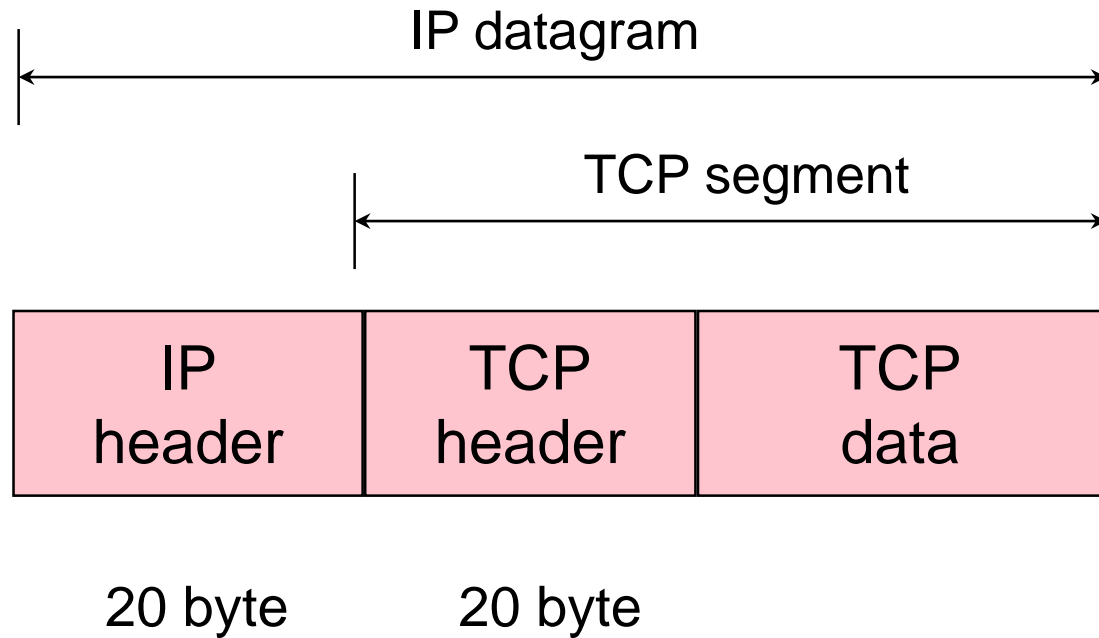 IP datagram
TCP segment
IP
header
TCP
header
TCP
data
20 byte
20 byte